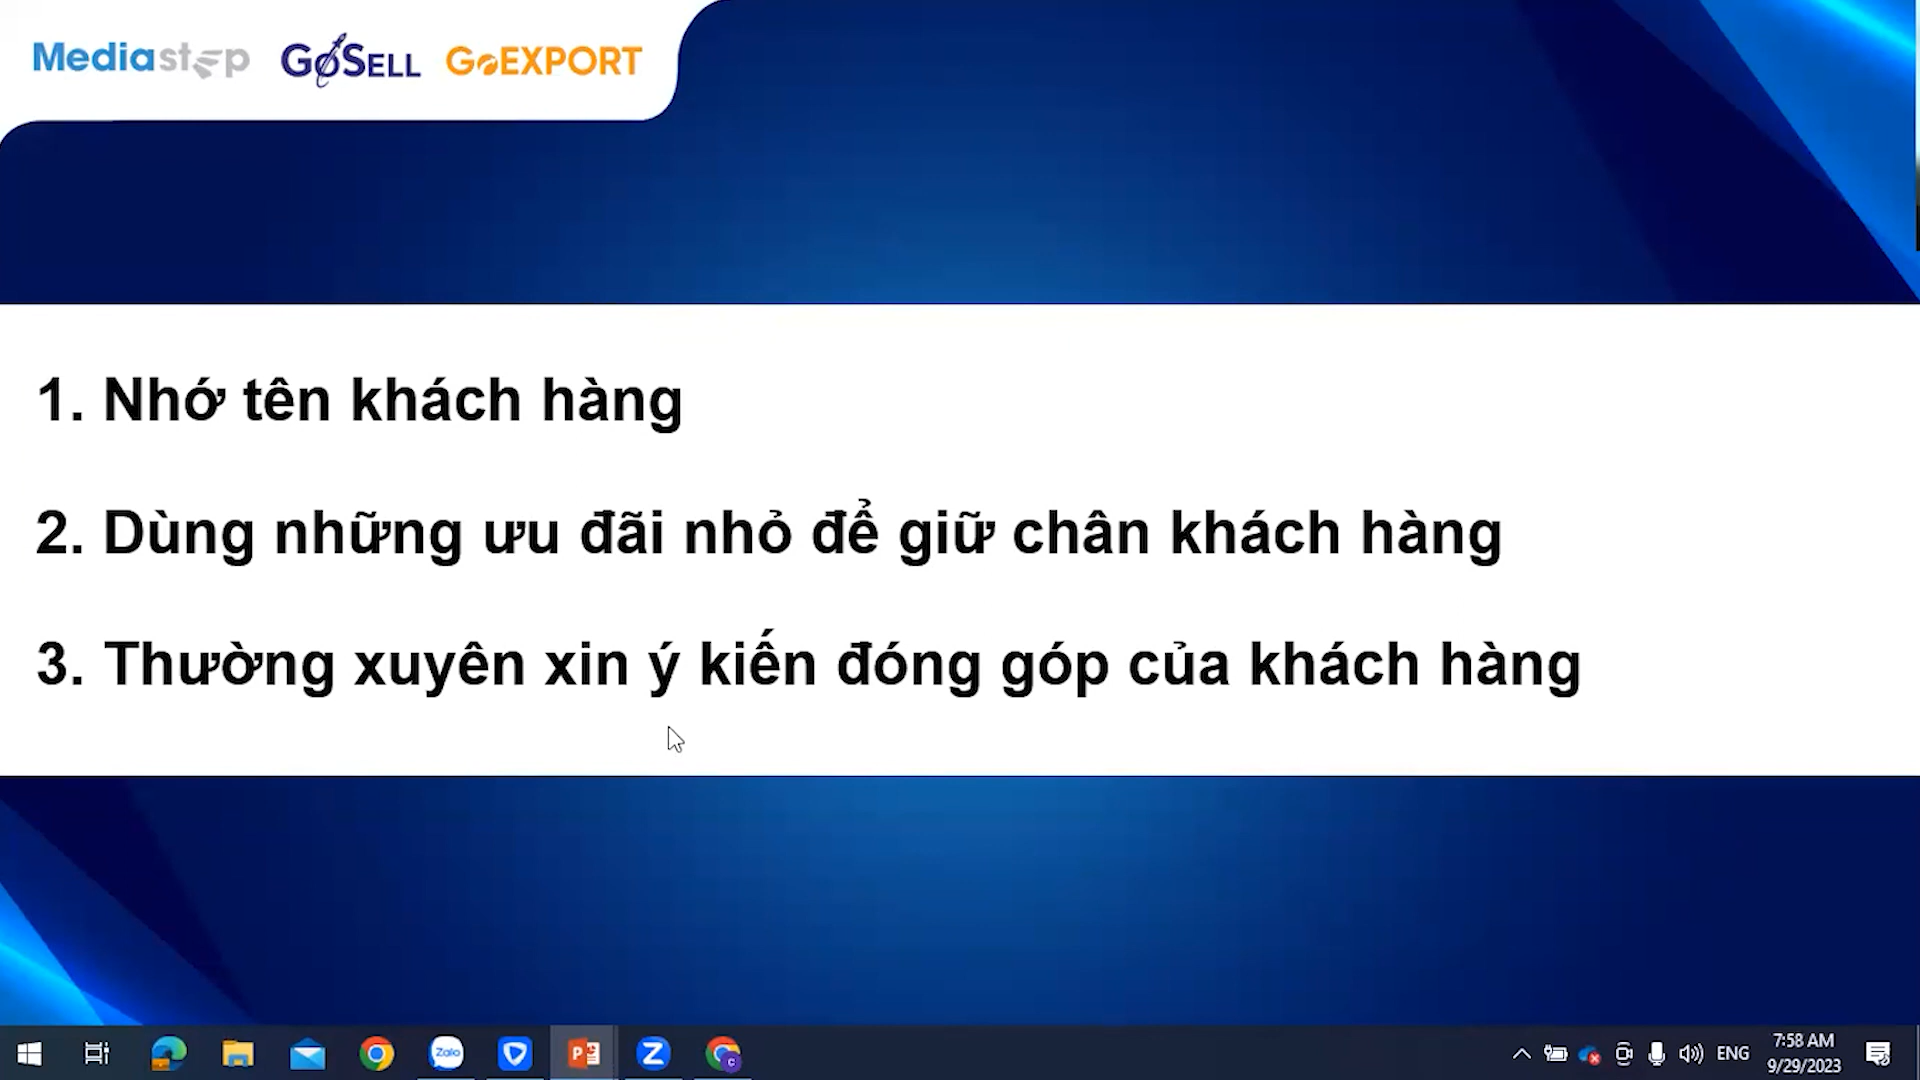 Mediastep GoSELL GoEXPORT
1. Nhớ tên khách hàng
2. Dùng những ưu đãi nhỏ để giữ chân khách hàng
3. Thường xuyên xin ý kiến đóng góp của khách hàng
Zalo
ENG
7:58 AM
9/29/2023